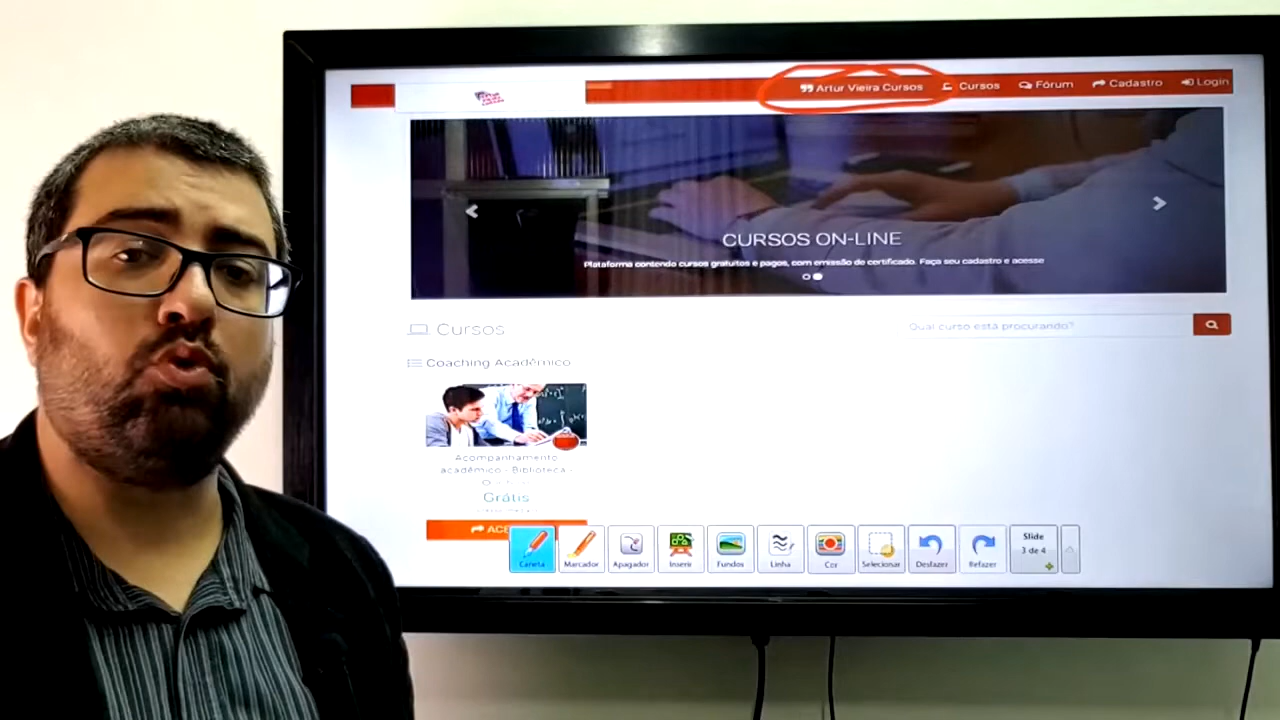 Artur Vieira Cursos Cursos Fórum Cadastro Login
CURSOS ON-LINE
Plataforma contendo cursos gratuitos e pagos, com emissão de certificado. Faça seu cadastro e acesse
Cursos
Qual curso está procurando?
Coaching Acadêmico
Acompanhamento
acadêmico - Biblioteca -
Grátis
Caneta Marcador Apagador Inserir Fundos Linha Cor Selecionar Desfazer Refazer
Slide
3 de 4